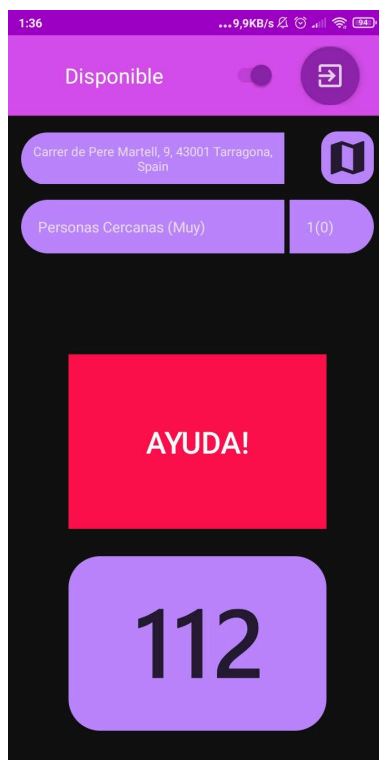 1:36 ...9,9KB/s 94
Disponible
Carrer de Pere Martell, 9, 43001 Tarragona,
Spain
Personas Cercanas (Muy) 1(0)
AYUDA!
112